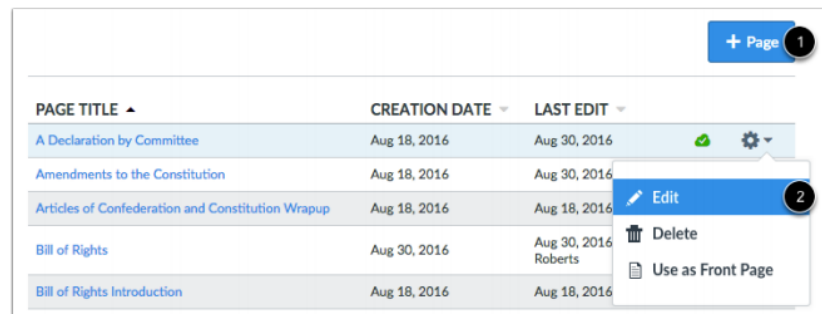 + Page 1
PAGE TITLE CREATION DATE LAST EDIT
A Declaration by Committee Aug 18, 2016 Aug 30, 2016
Amendments to the Constitution Aug 18, 2016 Aug 30, 2016
Edit 2
Articles of Confederation and Constitution Wrapup Aug 18, 2016 Aug 18, 2016
Delete
Bill of Rights Aug 30, 2016 Aug 30, 2016
Roberts
Use as Front Page
Bill of Rights Introduction Aug 18, 2016 Aug 18, 2016